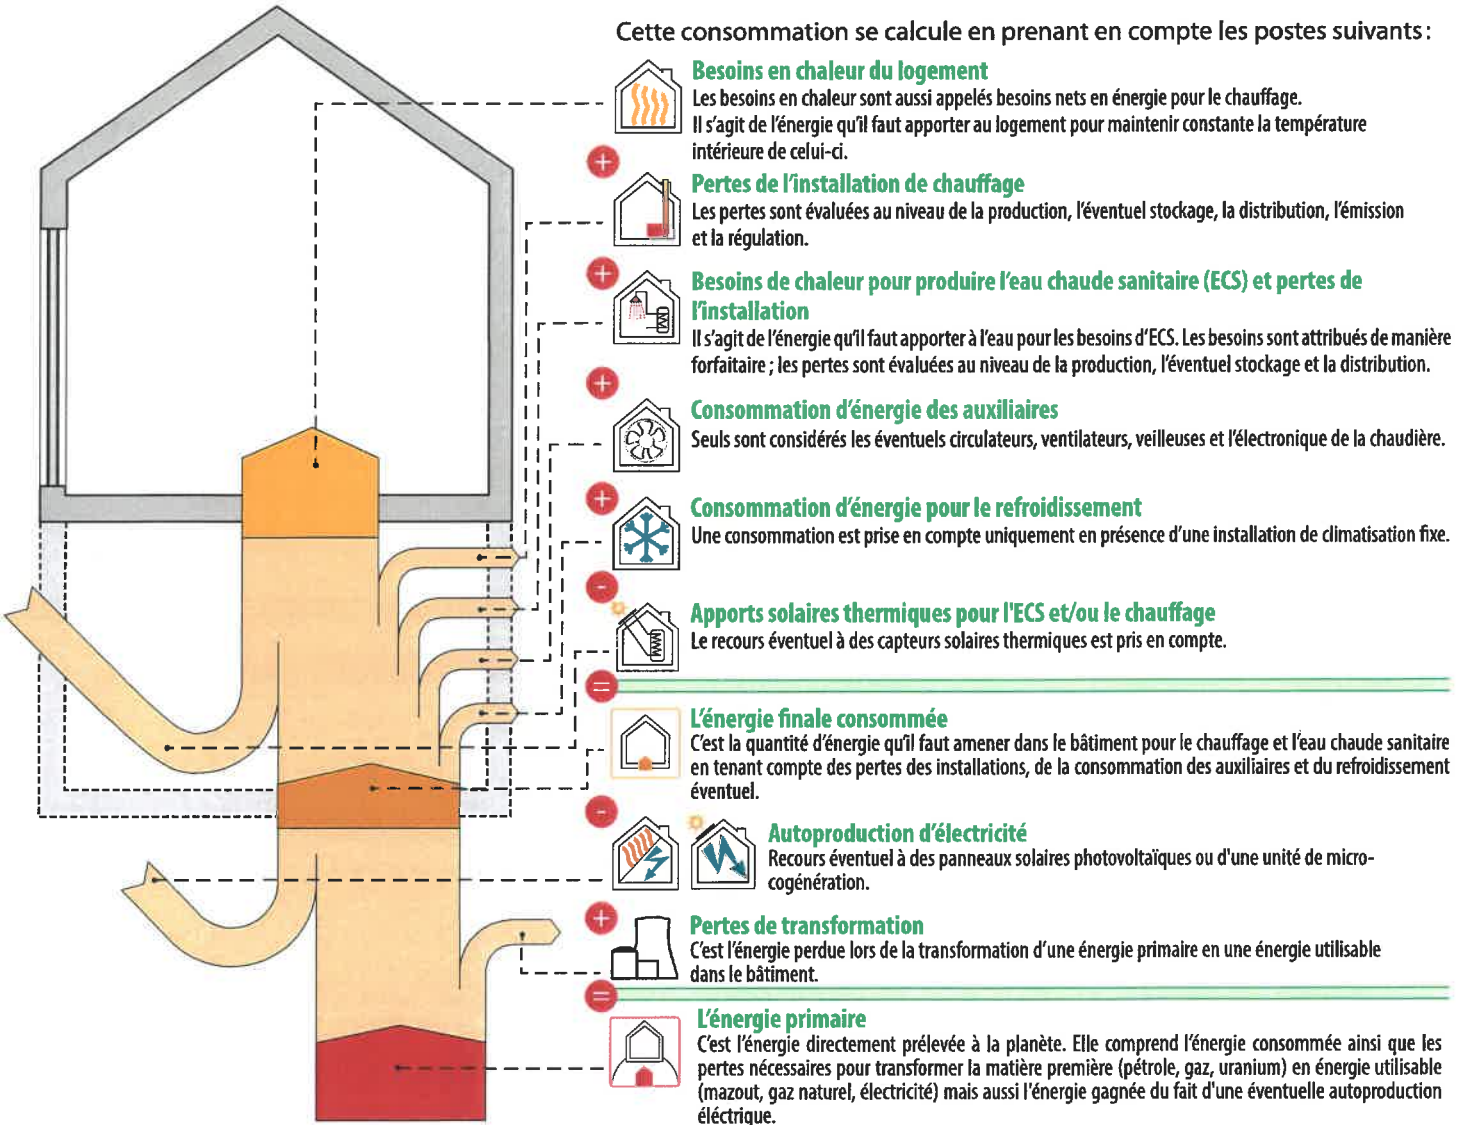 Cette consommation se calcule en prenant en compte les postes suivants :
Besoins en chaleur du logement
Les besoins en chaleur sont aussi appelés besoins nets en énergie pour le chauffage.
Il s'agit de l'énergie qu'il faut apporter au logement pour maintenir constante la température
intérieure de celui-ci.
+
Pertes de l'installation de chauffage
Les pertes sont évaluées au niveau de la production, l'éventuel stockage, la distribution, l'émission
et la régulation.
+
Besoins de chaleur pour produire l'eau chaude sanitaire (ECS) et pertes de
l'installation
Il s'agit de l'énergie qu'il faut apporter à l'eau pour les besoins d'ECS. Les besoins sont attribués de manière
forfaitaire ; les pertes sont évaluées au niveau de la production, l'éventuel stockage et la distribution.
+
Consommation d'énergie des auxiliaires
Seuls sont considérés les éventuels circulateurs, ventilateurs, veilleuses et l'électronique de la chaudière.
+
Consommation d'énergie pour le refroidissement
Une consommation est prise en compte uniquement en présence d'une installation de climatisation fixe.
-
Apports solaires thermiques pour l'ECS et/ou le chauffage
Le recours éventuel à des capteurs solaires thermiques est pris en compte.
=
L'énergie finale consommée
C'est la quantité d'énergie qu'il faut amener dans le bâtiment pour le chauffage et l'eau chaude sanitaire
en tenant compte des pertes des installations, de la consommation des auxiliaires et du refroidissement
éventuel.
-
Autoproduction d'électricité
Recours éventuel à des panneaux solaires photovoltaïques ou d'une unité de micro-
cogénération.
+
Pertes de transformation
C'est l'énergie perdue lors de la transformation d'une énergie primaire en une énergie utilisable
dans le bâtiment.
=
L'énergie primaire
C'est l'énergie directement prélevée à la planète. Elle comprend l'énergie consommée ainsi que les
pertes nécessaires pour transformer la matière première (pétrole, gaz, uranium) en énergie utilisable
(mazout, gaz naturel, électricité) mais aussi l'énergie gagnée du fait d'une éventuelle autoproduction
éléctrique.